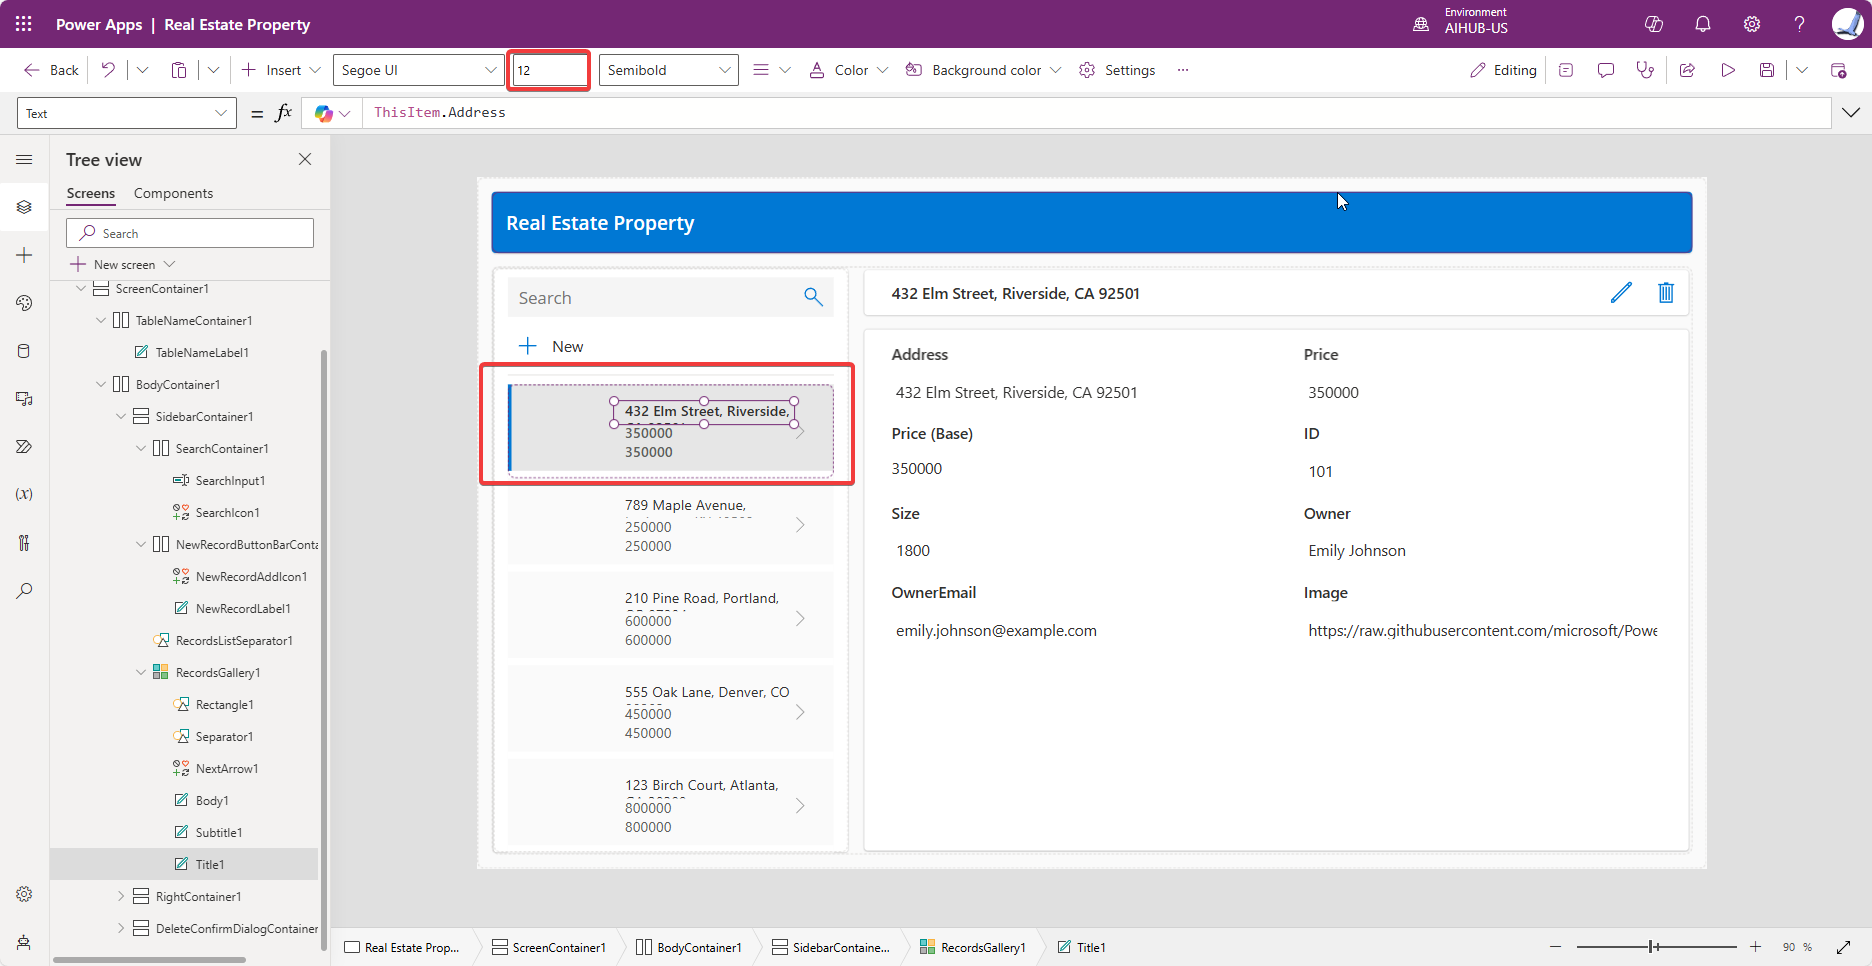 Power Apps | Real Estate Property
Environment
AIHUB-US
Back
Insert
Segoe UI
12
Semibold
Color
Background color
Settings
Editing
Text
= fx
ThisItem.Address
Tree view
Screens
Components
Search
New screen
ScreenContainer1
TableNameContainer1
TableNameLabel1
BodyContainer1
SidebarContainer1
SearchContainer1
SearchInput1
SearchIcon1
NewRecordButtonBarConta
NewRecordAddIcon1
NewRecordLabel1
RecordsListSeparator1
RecordsGallery1
Rectangle1
Separator1
NextArrow1
Body1
Subtitle1
Title1
RightContainer1
DeleteConfirmDialogContainer
Real Estate Property
Search
New
432 Elm Street, Riverside,
350000
350000
789 Maple Avenue,
250000
250000
210 Pine Road, Portland,
600000
600000
555 Oak Lane, Denver, CO
450000
450000
123 Birch Court, Atlanta,
800000
800000
432 Elm Street, Riverside, CA 92501
Address
432 Elm Street, Riverside, CA 92501
Price
350000
Price (Base)
350000
ID
101
Size
1800
Owner
Emily Johnson
OwnerEmail
emily.johnson@example.com
Image
https://raw.githubusercontent.com/microsoft/Powe
Real Estate Prop...
ScreenContainer1
BodyContainer1
SidebarContaine...
RecordsGallery1
Title1
90 %